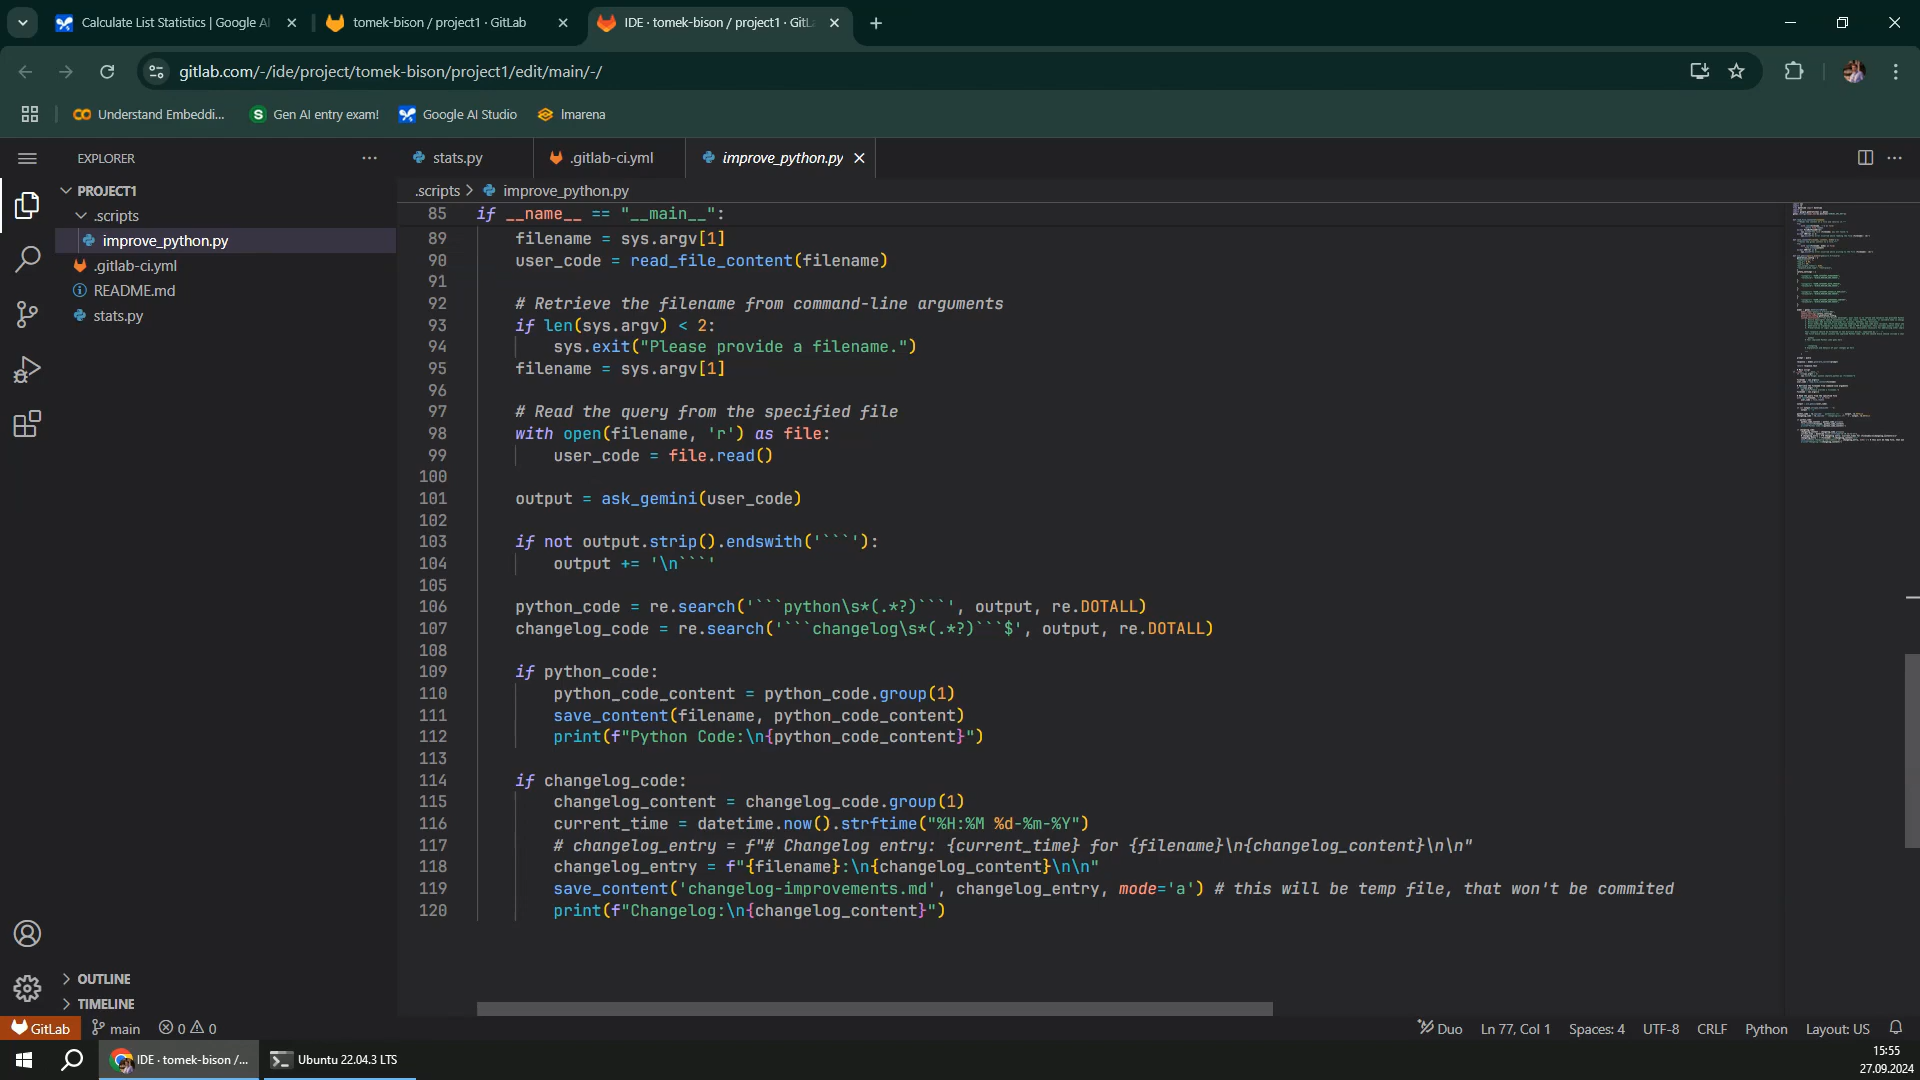 Calculate List Statistics | Google AI
tomek-bison / project1 · GitLab
IDE · tomek-bison / project1 · GitL
gitlab.com/-/ide/project/tomek-bison/project1/edit/main/-/
Understand Embeddi...
Gen AI entry exam!
Google AI Studio
lmarena
EXPLORER
PROJECT1
.scripts
improve_python.py
.gitlab-ci.yml
README.md
stats.py
OUTLINE
TIMELINE
stats.py
.gitlab-ci.yml
improve_python.py
.scripts > improve_python.py
85 if __name__ == "__main__":
89 filename = sys.argv[1]
90 user_code = read_file_content(filename)
91
92 # Retrieve the filename from command-line arguments
93 if len(sys.argv) < 2:
94 sys.exit("Please provide a filename.")
95 filename = sys.argv[1]
96
97 # Read the query from the specified file
98 with open(filename, 'r') as file:
99 user_code = file.read()
100
101 output = ask_gemini(user_code)
102
103 if not output.strip().endswith('```'):
104 output += '\n```'
105
106 python_code = re.search('```python\s*(.*?)```', output, re.DOTALL)
107 changelog_code = re.search('```changelog\s*(.*?)```$', output, re.DOTALL)
108
109 if python_code:
110 python_code_content = python_code.group(1)
111 save_content(filename, python_code_content)
112 print(f"Python Code:\n{python_code_content}")
113
114 if changelog_code:
115 changelog_content = changelog_code.group(1)
116 current_time = datetime.now().strftime("%H:%M %d-%m-%Y")
117 # changelog_entry = f"# Changelog entry: {current_time} for {filename}\n{changelog_content}\n\n"
118 changelog_entry = f"{filename}:\n{changelog_content}\n\n"
119 save_content('changelog-improvements.md', changelog_entry, mode='a') # this will be temp file, that won't be commited
120 print(f"Changelog:\n{changelog_content}")
GitLab
main
0 0
Duo
Ln 77, Col 1
Spaces: 4
UTF-8
CRLF
Python
Layout: US
IDE · tomek-bison /...
Ubuntu 22.04.3 LTS
15:55
27.09.2024